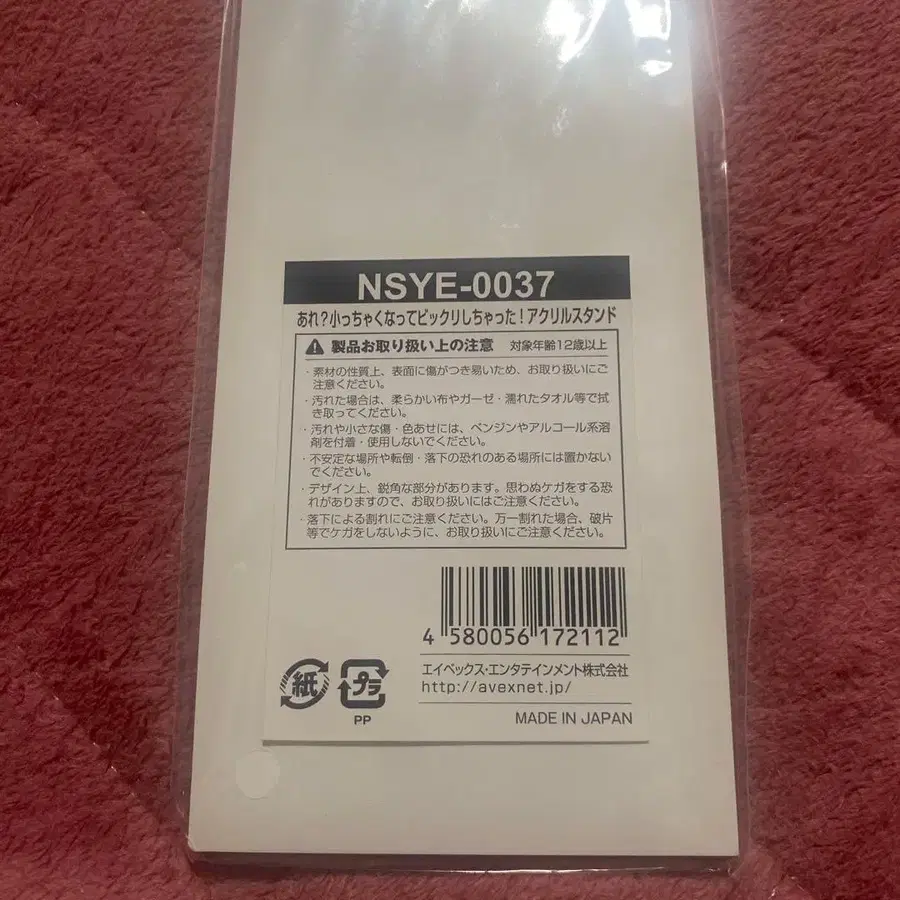 NSYE-0037
あれ？小っちゃくなってビックリしちゃった！アクリルスタンド
製品お取り扱い上の注意 対象年齢12歳以上
・素材の性質上、表面に傷がつき易いため、お取り扱いにご
注意ください。
・汚れた場合は、柔らかい布やガーゼ・濡れたタオル等で拭
き取ってください。
・汚れや小さな傷・色あせには、ベンジンやアルコール系溶
剤を付着・使用しないでください。
・不安定な場所や転倒・落下の恐れのある場所には置かない
でください。
・デザイン上、鋭角な部分があります。思わぬケガをする恐
れがありますので、お取り扱いにはご注意ください。
・落下による割れにご注意ください。万一割れた場合、破片
等でケガをしないように、お取り扱いにご注意ください。
4 580056 172112
エイベックス・エンタテインメント株式会社
http://avexnet.jp/
紙
プラ
PP
MADE IN JAPAN